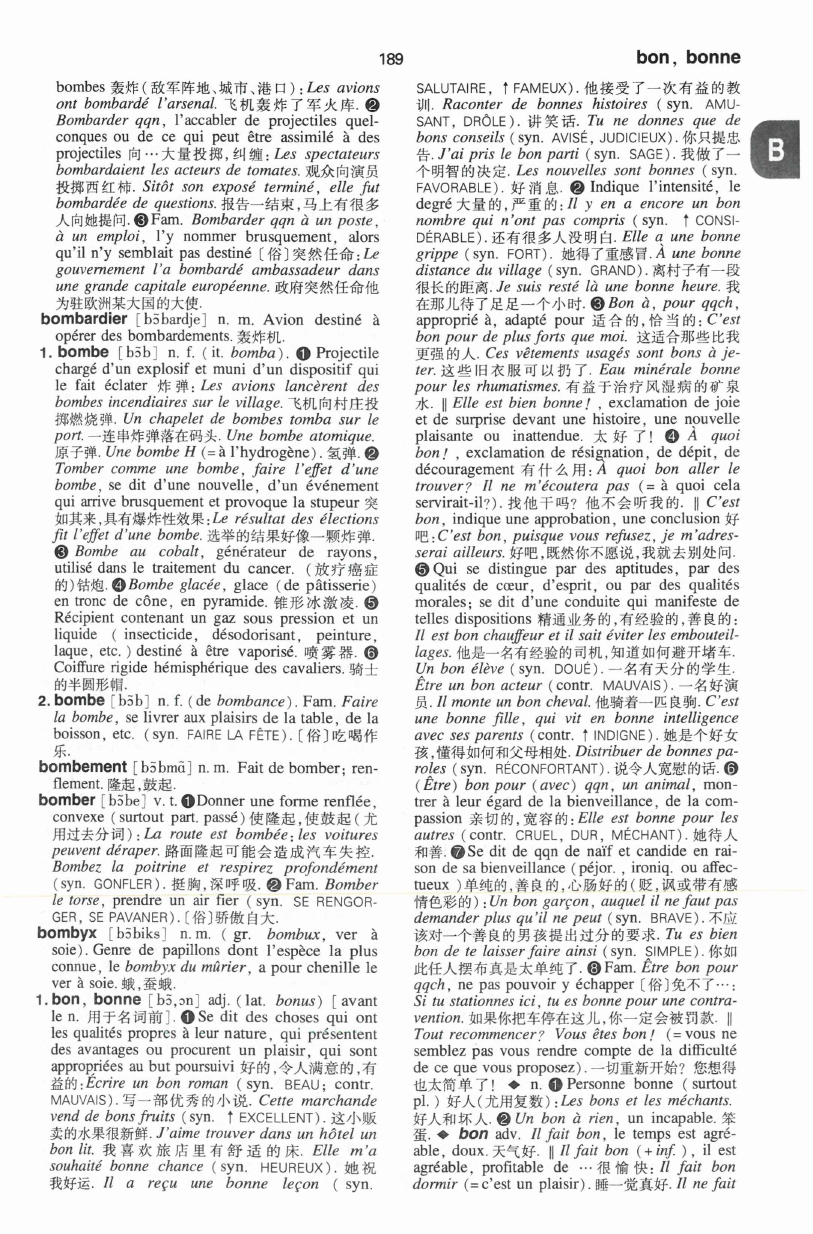 189
bon, bonne
bombes 轰炸(敌军阵地、城市、港口):Les avions
ont bombardé l'arsenal. 飞机轰炸了军火库. ❷
Bombarder qqn, l'accabler de projectiles quel-
conques ou de ce qui peut être assimilé à des
projectiles 向…大量投掷,纠缠:Les spectateurs
bombardaient les acteurs de tomates. 观众向演员
投掷西红柿. Sitôt son exposé terminé, elle fut
bombardée de questions. 报告一结束,马上有很多
人向她提问. ❸ Fam. Bombarder qqn à un poste,
à un emploi, l'y nommer brusquement, alors
qu'il n'y semblait pas destiné〔俗〕突然任命:Le
gouvernement l'a bombardé ambassadeur dans
une grande capitale européenne. 政府突然任命他
为驻欧洲某大国的大使.
bombardier [bɔ̃bardje] n. m. Avion destiné à
opérer des bombardements. 轰炸机.
1. bombe [bɔ̃b] n. f. (it. bomba). ❶ Projectile
chargé d'un explosif et muni d'un dispositif qui
le fait éclater 炸弹: Les avions lancèrent des
bombes incendiaires sur le village. 飞机向村庄投
掷燃烧弹. Un chapelet de bombes tomba sur le
port. 一连串炸弹落在码头. Une bombe atomique.
原子弹. Une bombe H (= à l'hydrogène). 氢弹. ❷
Tomber comme une bombe, faire l'effet d'une
bombe, se dit d'une nouvelle, d'un événement
qui arrive brusquement et provoque la stupeur 突
如其来,具有爆炸性效果:Le résultat des élections
fit l'effet d'une bombe. 选举的结果好像一颗炸弹.
❸ Bombe au cobalt, générateur de rayons,
utilisé dans le traitement du cancer. (放疗癌症
的)钴炮. ❹ Bombe glacée, glace (de pâtisserie)
en tronc de cône, en pyramide. 锥形冰激凌. ❺
Récipient contenant un gaz sous pression et un
liquide ( insecticide, désodorisant, peinture,
laque, etc. ) destiné à être vaporisé. 喷雾器. ❻
Coiffure rigide hémisphérique des cavaliers. 骑士
的半圆形帽.
2. bombe [bɔ̃b] n. f. (de bombance). Fam. Faire
la bombe, se livrer aux plaisirs de la table, de la
boisson, etc. (syn. FAIRE LA FÊTE).〔俗〕吃喝作
乐.
bombement [bɔ̃bmɑ̃] n. m. Fait de bomber; ren-
flement. 隆起,鼓起.
bomber [bɔ̃be] v. t. ❶ Donner une forme renflée,
convexe (surtout part. passé) 使隆起,使鼓起(尤
用过去分词):La route est bombée; les voitures
peuvent déraper. 路面隆起可能会造成汽车失控.
Bombez la poitrine et respirez profondément
(syn. GONFLER). 挺胸,深呼吸. ❷ Fam. Bomber
le torse, prendre un air fier ( syn. SE RENGOR-
GER, SE PAVANER).〔俗〕骄傲自大.
bombyx [bɔ̃biks] n. m. ( gr. bombux, ver à
soie). Genre de papillons dont l'espèce la plus
connue, le bombyx du mûrier, a pour chenille le
ver à soie. 蛾,蚕蛾.
1. bon, bonne [bɔ̃,ɔn] adj. (lat. bonus) [ avant
le n. 用于名词前]. ❶ Se dit des choses qui ont
les qualités propres à leur nature, qui présentent
des avantages ou procurent un plaisir, qui sont
appropriées au but poursuivi 好的,令人满意的,有
益的:Écrire un bon roman ( syn. BEAU; contr.
MAUVAIS). 写一部优秀的小说. Cette marchande
vend de bons fruits (syn. ↑ EXCELLENT). 这小贩
卖的水果很新鲜. J'aime trouver dans un hôtel un
bon lit. 我喜欢旅店里有舒适的床. Elle m'a
souhaité bonne chance ( syn. HEUREUX). 她祝
我好运. Il a reçu une bonne leçon ( syn.
SALUTAIRE, ↑ FAMEUX). 他接受了一次有益的教
训. Raconter de bonnes histoires ( syn. AMU-
SANT, DRÔLE). 讲笑话. Tu ne donnes que de
bons conseils (syn. AVISÉ, JUDICIEUX). 你只提忠
告. J'ai pris le bon parti (syn. SAGE). 我做了一
个明智的决定. Les nouvelles sont bonnes (syn.
FAVORABLE). 好消息. ❷ Indique l'intensité, le
degré 大量的,严重的:Il y en a encore un bon
nombre qui n'ont pas compris (syn. ↑ CONSI-
DÉRABLE). 还有很多人没明白. Elle a une bonne
grippe (syn. FORT). 她得了重感冒. À une bonne
distance du village (syn. GRAND). 离村子有一段
很长的距离. Je suis resté là une bonne heure. 我
在那儿待了足足一个小时. ❸ Bon à, pour qqch,
approprié à, adapté pour 适合的,恰当的: C'est
bon pour de plus forts que moi. 这适合那些比我
更强的人. Ces vêtements usagés sont bons à je-
ter. 这些旧衣服可以扔了. Eau minérale bonne
pour les rhumatismes. 有益于治疗风湿病的矿泉
水. ‖ Elle est bien bonne! , exclamation de joie
et de surprise devant une histoire, une nouvelle
plaisante ou inattendue. 太好了! ❹ À quoi
bon! , exclamation de résignation, de dépit, de
découragement 有什么用: À quoi bon aller le
trouver? Il ne m'écoutera pas (= à quoi cela
servirait-il?). 找他干吗? 他不会听我的. ‖ C'est
bon, indique une approbation, une conclusion 好
吧:C'est bon, puisque vous refusez, je m'adres-
serai ailleurs. 好吧,既然你不愿说,我就去别处问.
❺ Qui se distingue par des aptitudes, par des
qualités de cœur, d'esprit, ou par des qualités
morales; se dit d'une conduite qui manifeste de
telles dispositions 精通业务的,有经验的,善良的:
Il est bon chauffeur et il sait éviter les embouteil-
lages. 他是一名有经验的司机,知道如何避开堵车.
Un bon élève (syn. DOUÉ). 一名有天分的学生.
Être un bon acteur (contr. MAUVAIS). 一名好演
员. Il monte un bon cheval. 他骑着一匹良驹. C'est
une bonne fille, qui vit en bonne intelligence
avec ses parents (contr. ↑ INDIGNE). 她是个好女
孩,懂得如何和父母相处. Distribuer de bonnes pa-
roles (syn. RÉCONFORTANT). 说令人宽慰的话. ❻
(Être) bon pour (avec) qqn, un animal, mon-
trer à leur égard de la bienveillance, de la com-
passion 亲切的,宽容的:Elle est bonne pour les
autres (contr. CRUEL, DUR, MÉCHANT). 她待人
和善. ❼ Se dit de qqn de naïf et candide en rai-
son de sa bienveillance (péjor. , ironiq. ou affec-
tueux )单纯的,善良的,心肠好的(贬,讽或带有感
情色彩的):Un bon garçon, auquel il ne faut pas
demander plus qu'il ne peut (syn. BRAVE). 不应
该对一个善良的男孩提出过分的要求. Tu es bien
bon de te laisser faire ainsi (syn. SIMPLE). 你如
此任人摆布真是太单纯了. ❽ Fam. Être bon pour
qqch, ne pas pouvoir y échapper〔俗〕免不了…:
Si tu stationnes ici, tu es bonne pour une contra-
vention. 如果你把车停在这儿,你一定会被罚款. ‖
Tout recommencer? Vous êtes bon! (= vous ne
semblez pas vous rendre compte de la difficulté
de ce que vous proposez). 一切重新开始? 您想得
也太简单了! ◆ n. ❶ Personne bonne ( surtout
pl. ) 好人(尤用复数):Les bons et les méchants.
好人和坏人. ❷ Un bon à rien, un incapable. 笨
蛋. ◆ bon adv. Il fait bon, le temps est agré-
able, doux. 天气好. ‖ Il fait bon (+ inf. ), il est
agréable, profitable de … 很愉快: Il fait bon
dormir (= c'est un plaisir). 睡一觉真好. Il ne fait
B